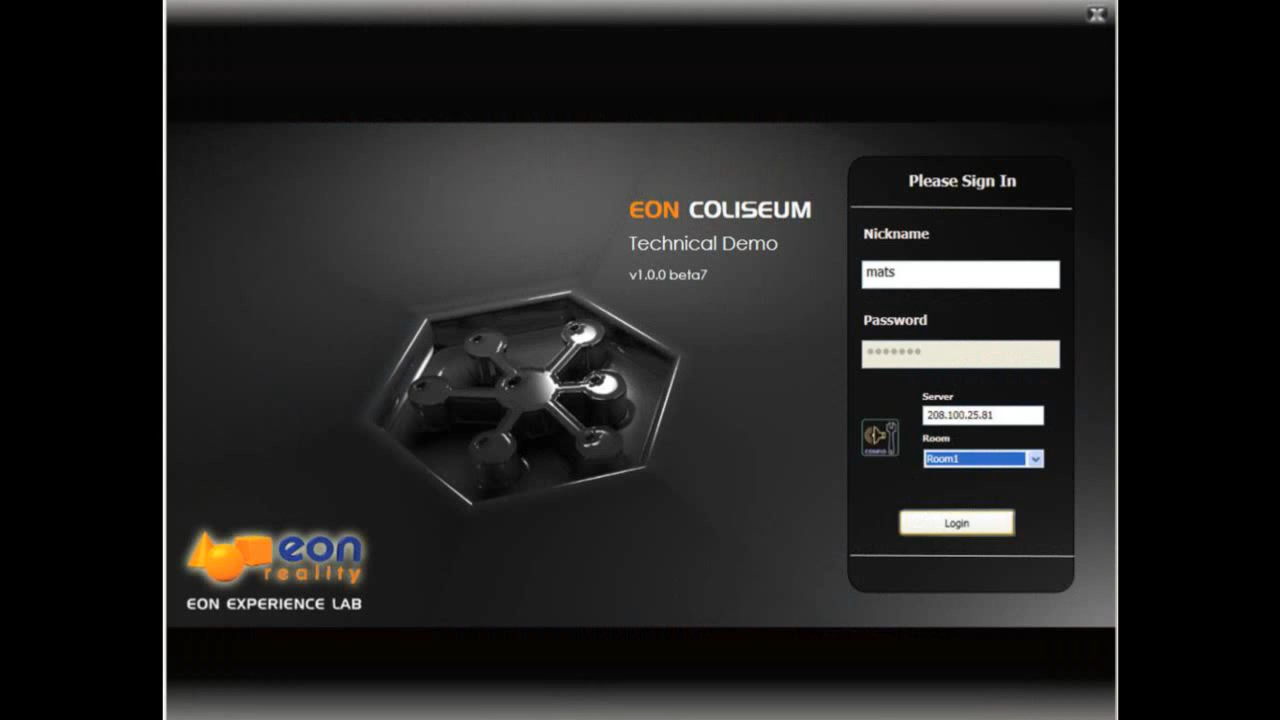 EON COLISEUM
Technical Demo
v1.0.0 beta7
Please Sign In
Nickname
mats
Password
*******
Server
208.100.25.81
Room
CONFIG
Room1
Login
eon
reality
EON EXPERIENCE LAB